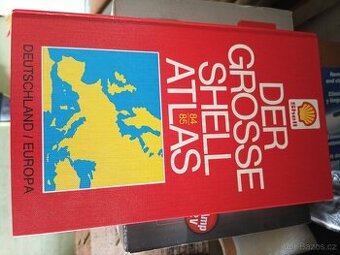 DER
GROSSE
SHELL
84
85
ATLAS
Shell
DEUTSCHLAND / EUROPA